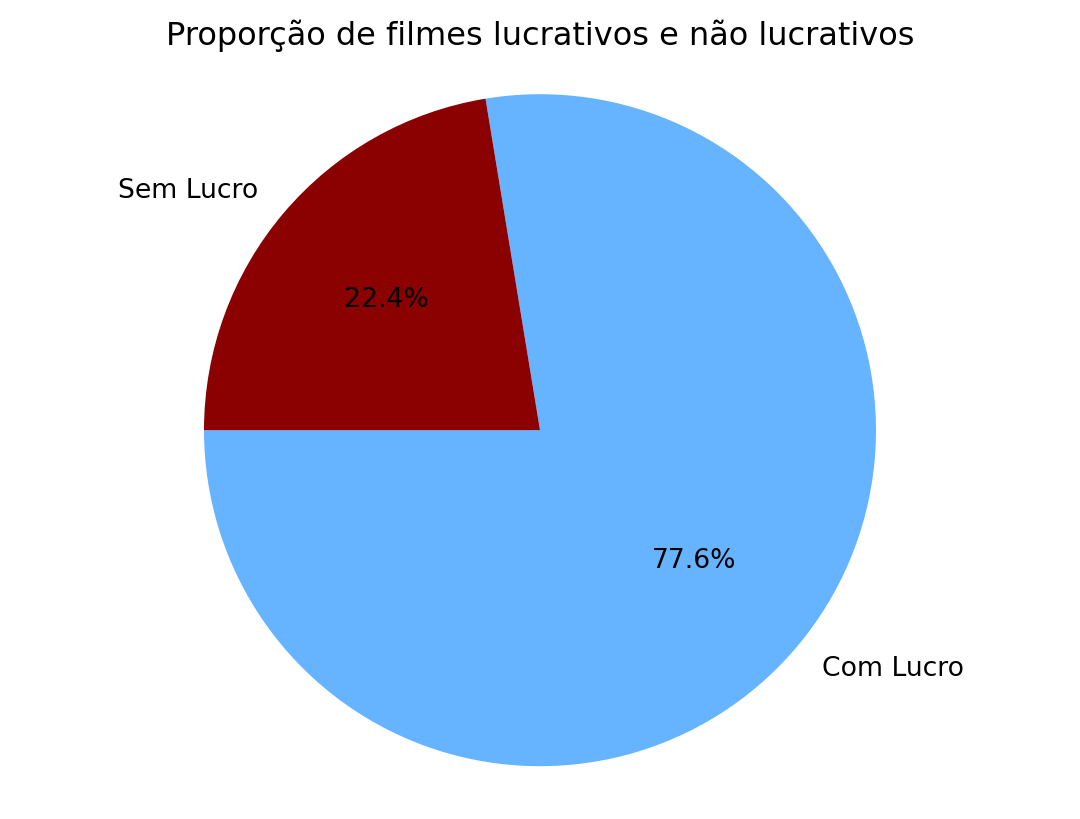 Proporção de filmes lucrativos e não lucrativos
Sem Lucro
22.4%
77.6%
Com Lucro